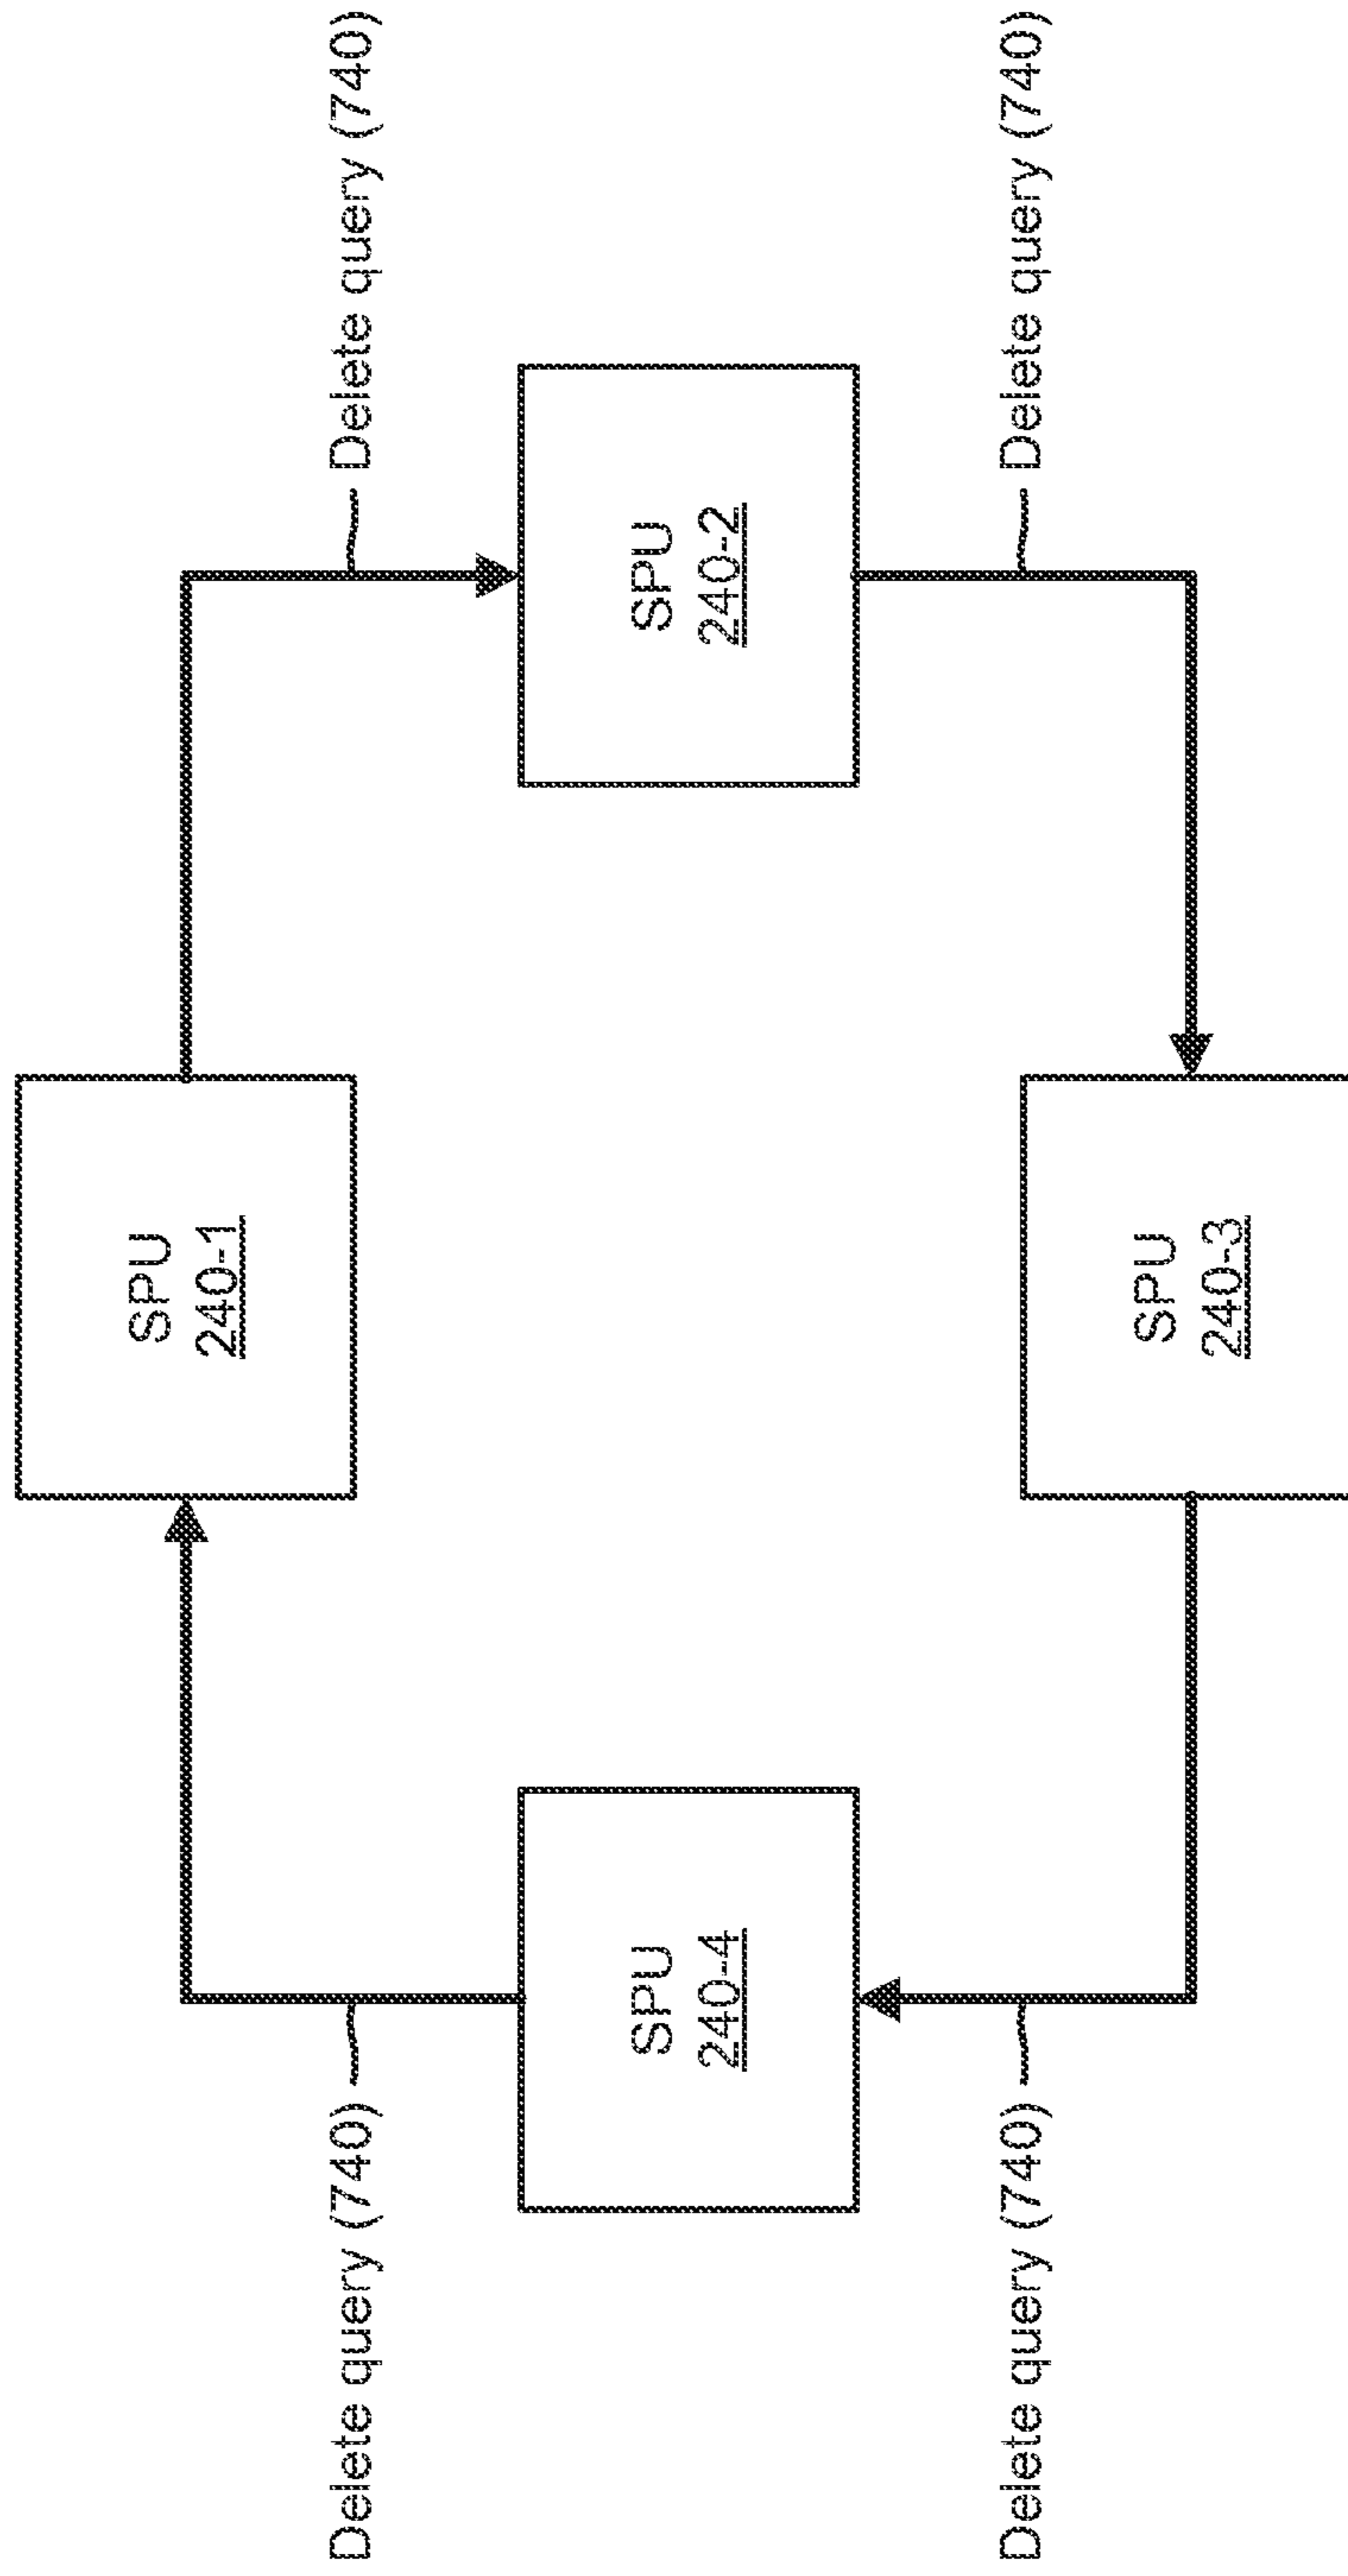 SPU
240-1
Delete query (740)
Delete query (740)
SPU
240-4
SPU
240-2
Delete query (740)
Delete query (740)
SPU
240-3